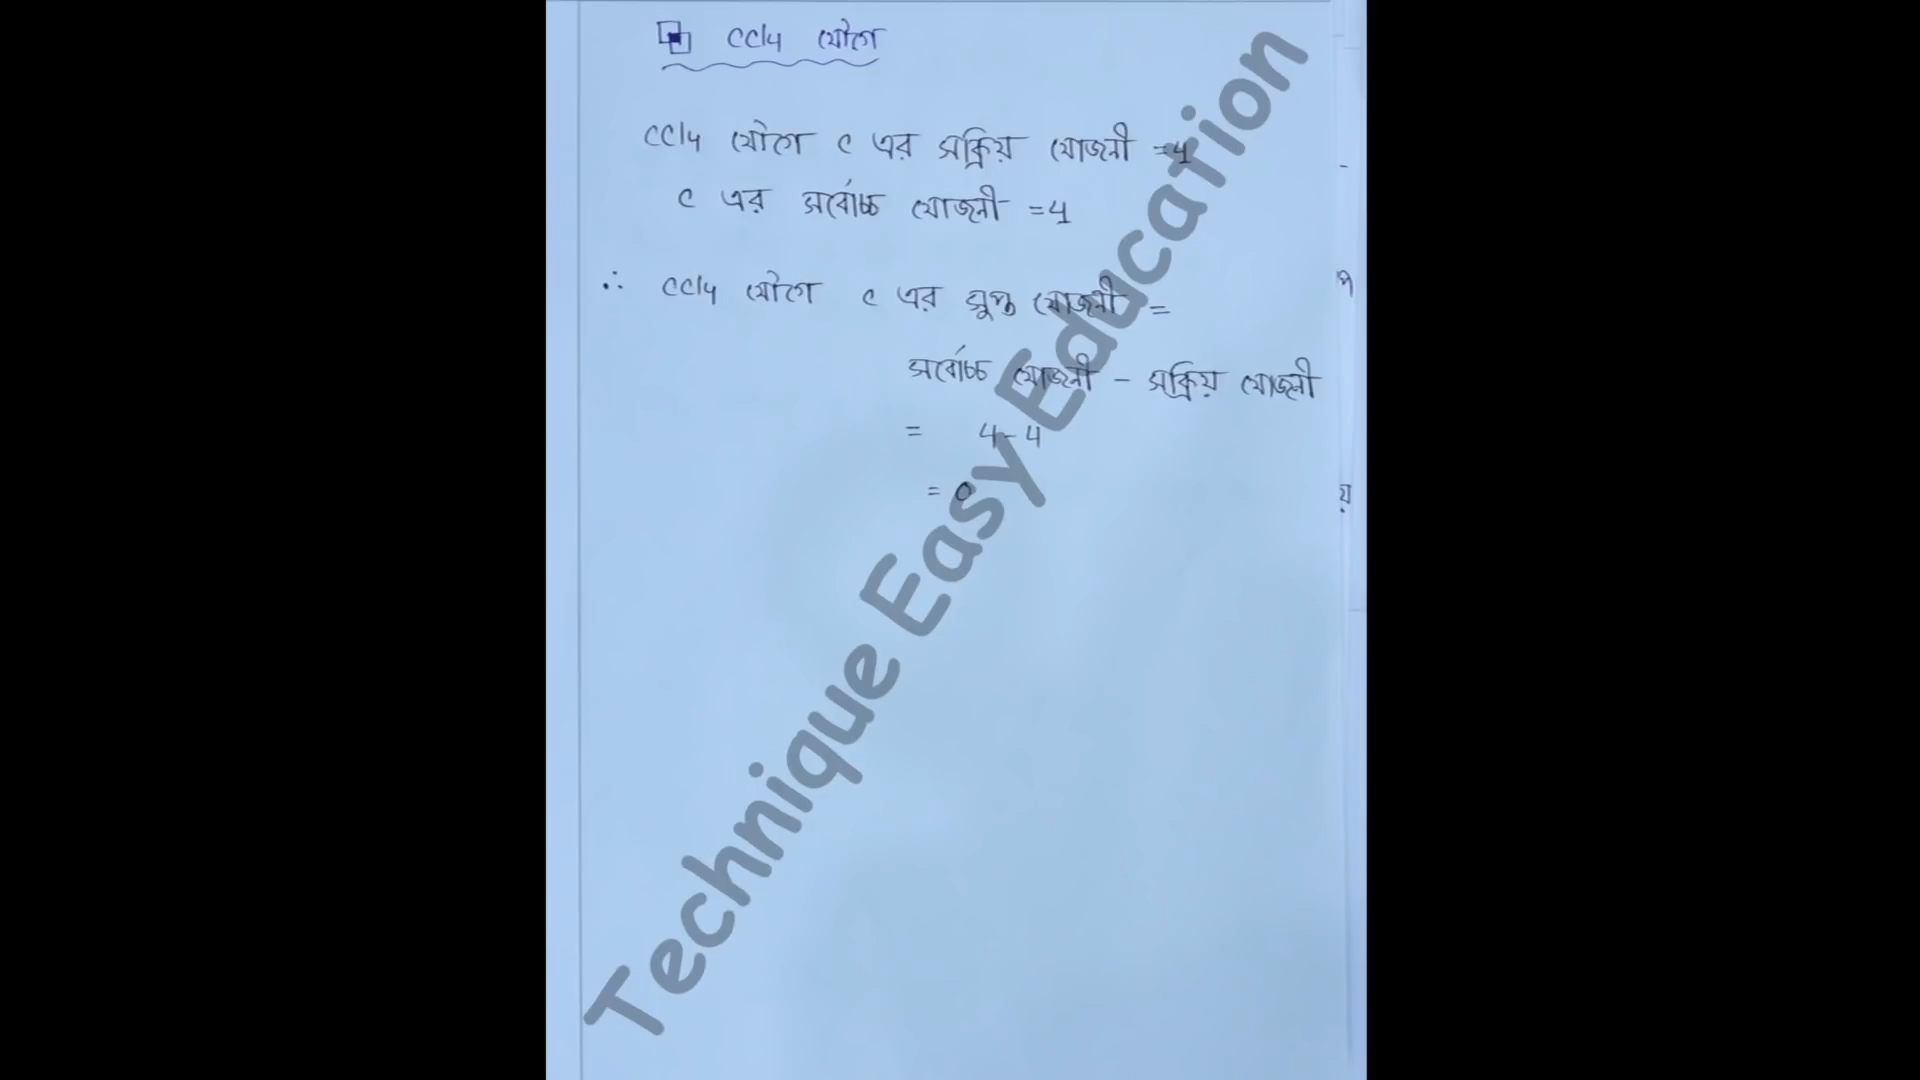 CCl4 যৌগে
CCl4 যৌগে C এর সক্রিয় যোজনী =4
C এর সর্বোচ্চ যোজনী =4
∴ CCl4 যৌগে C এর সুপ্ত যোজনী =
সর্বোচ্চ যোজনী - সক্রিয় যোজনী
= 4-4
= 0
Technique Easy Education